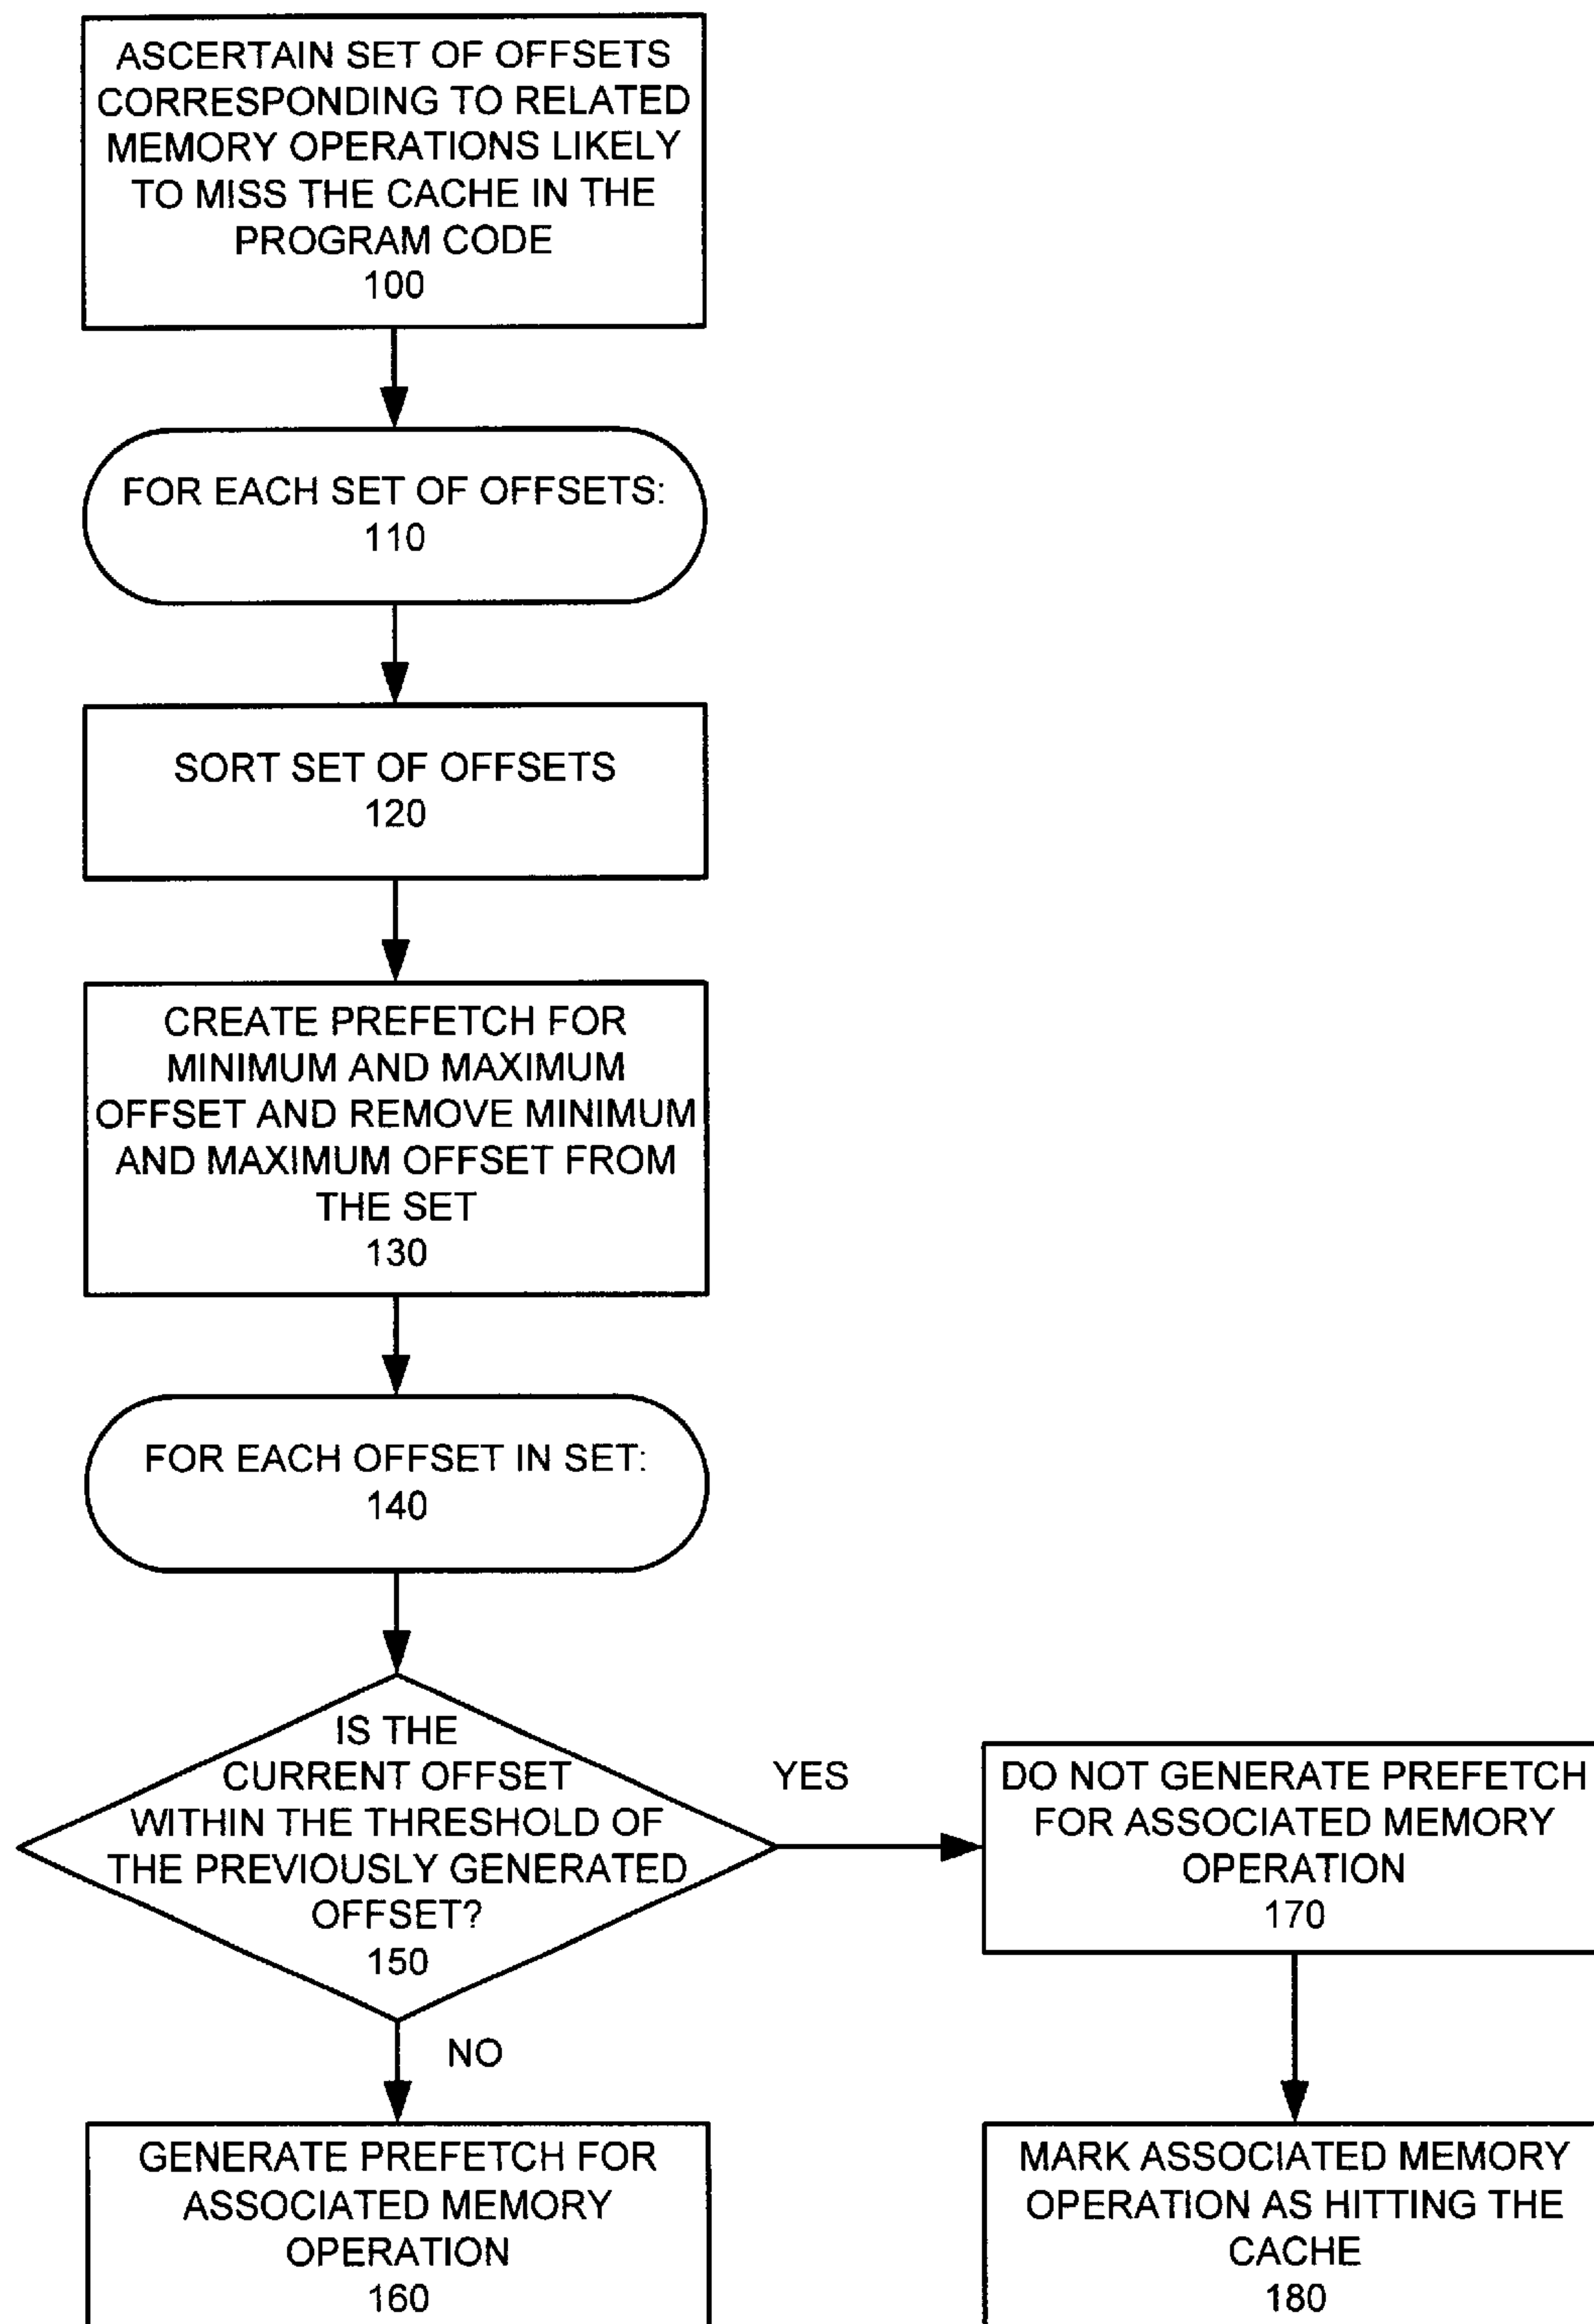 ASCERTAIN SET OF OFFSETS
CORRESPONDING TO RELATED
MEMORY OPERATIONS LIKELY
TO MISS THE CACHE IN THE
PROGRAM CODE
100
FOR EACH SET OF OFFSETS:
110
SORT SET OF OFFSETS
120
CREATE PREFETCH FOR
MINIMUM AND MAXIMUM
OFFSET AND REMOVE MINIMUM
AND MAXIMUM OFFSET FROM
THE SET
130
FOR EACH OFFSET IN SET:
140
IS THE
CURRENT OFFSET
WITHIN THE THRESHOLD OF
THE PREVIOUSLY GENERATED
OFFSET?
150
YES
DO NOT GENERATE PREFETCH
FOR ASSOCIATED MEMORY
OPERATION
170
NO
GENERATE PREFETCH FOR
ASSOCIATED MEMORY
OPERATION
160
MARK ASSOCIATED MEMORY
OPERATION AS HITTING THE
CACHE
180